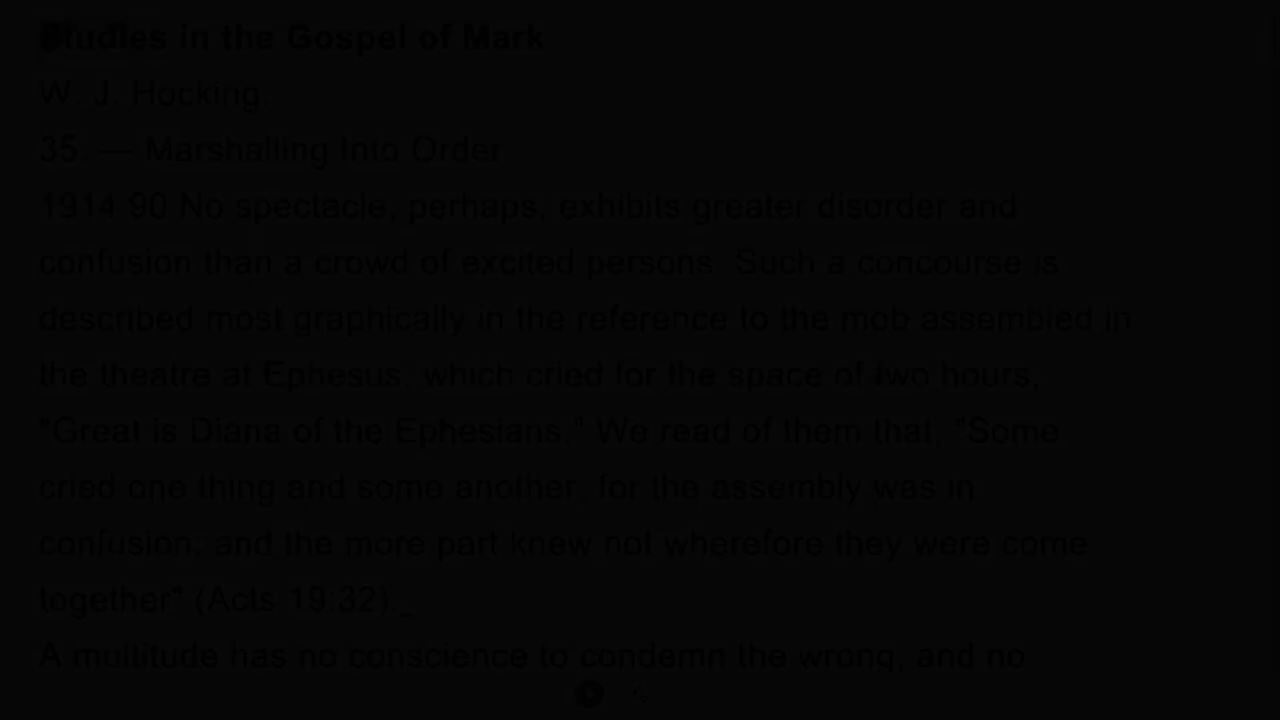 Studies in the Gospel of Mark
W. J. Hocking
35. — Marshalling Into Order
1914 90 No spectacle, perhaps, exhibits greater disorder and
confusion than a crowd of excited persons. Such a concourse is
described most graphically in the reference to the mob assembled in
the theatre at Ephesus, which cried for the space of two hours,
"Great is Diana of the Ephesians." We read of them that, "Some
cried one thing and some another, for the assembly was in
confusion; and the more part knew not wherefore they were come
together" (Acts 19:32)._
A multitude has no conscience to condemn the wrong, and no